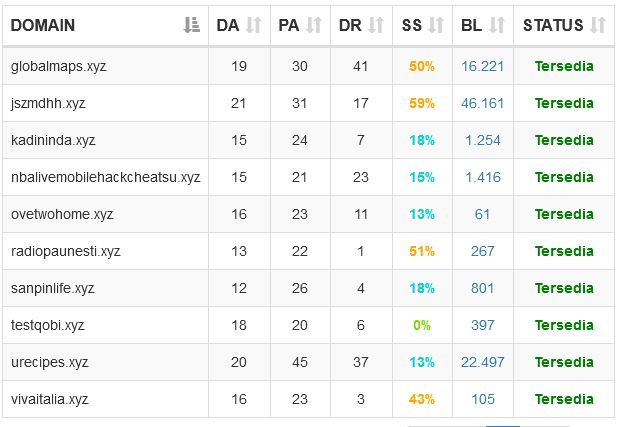 DOMAIN DA PA DR SS BL STATUS
globalmaps.xyz 19 30 41 50% 16.221 Tersedia
jszmdhh.xyz 21 31 17 59% 46.161 Tersedia
kadininda.xyz 15 24 7 18% 1.254 Tersedia
nbalivemobilehackcheatsu.xyz 15 21 23 15% 1.416 Tersedia
ovetwohome.xyz 16 23 11 13% 61 Tersedia
radiopaunesti.xyz 13 22 1 51% 267 Tersedia
sanpinlife.xyz 12 26 4 18% 801 Tersedia
testqobi.xyz 18 20 6 0% 397 Tersedia
urecipes.xyz 20 45 37 13% 22.497 Tersedia
vivaitalia.xyz 16 23 3 43% 105 Tersedia